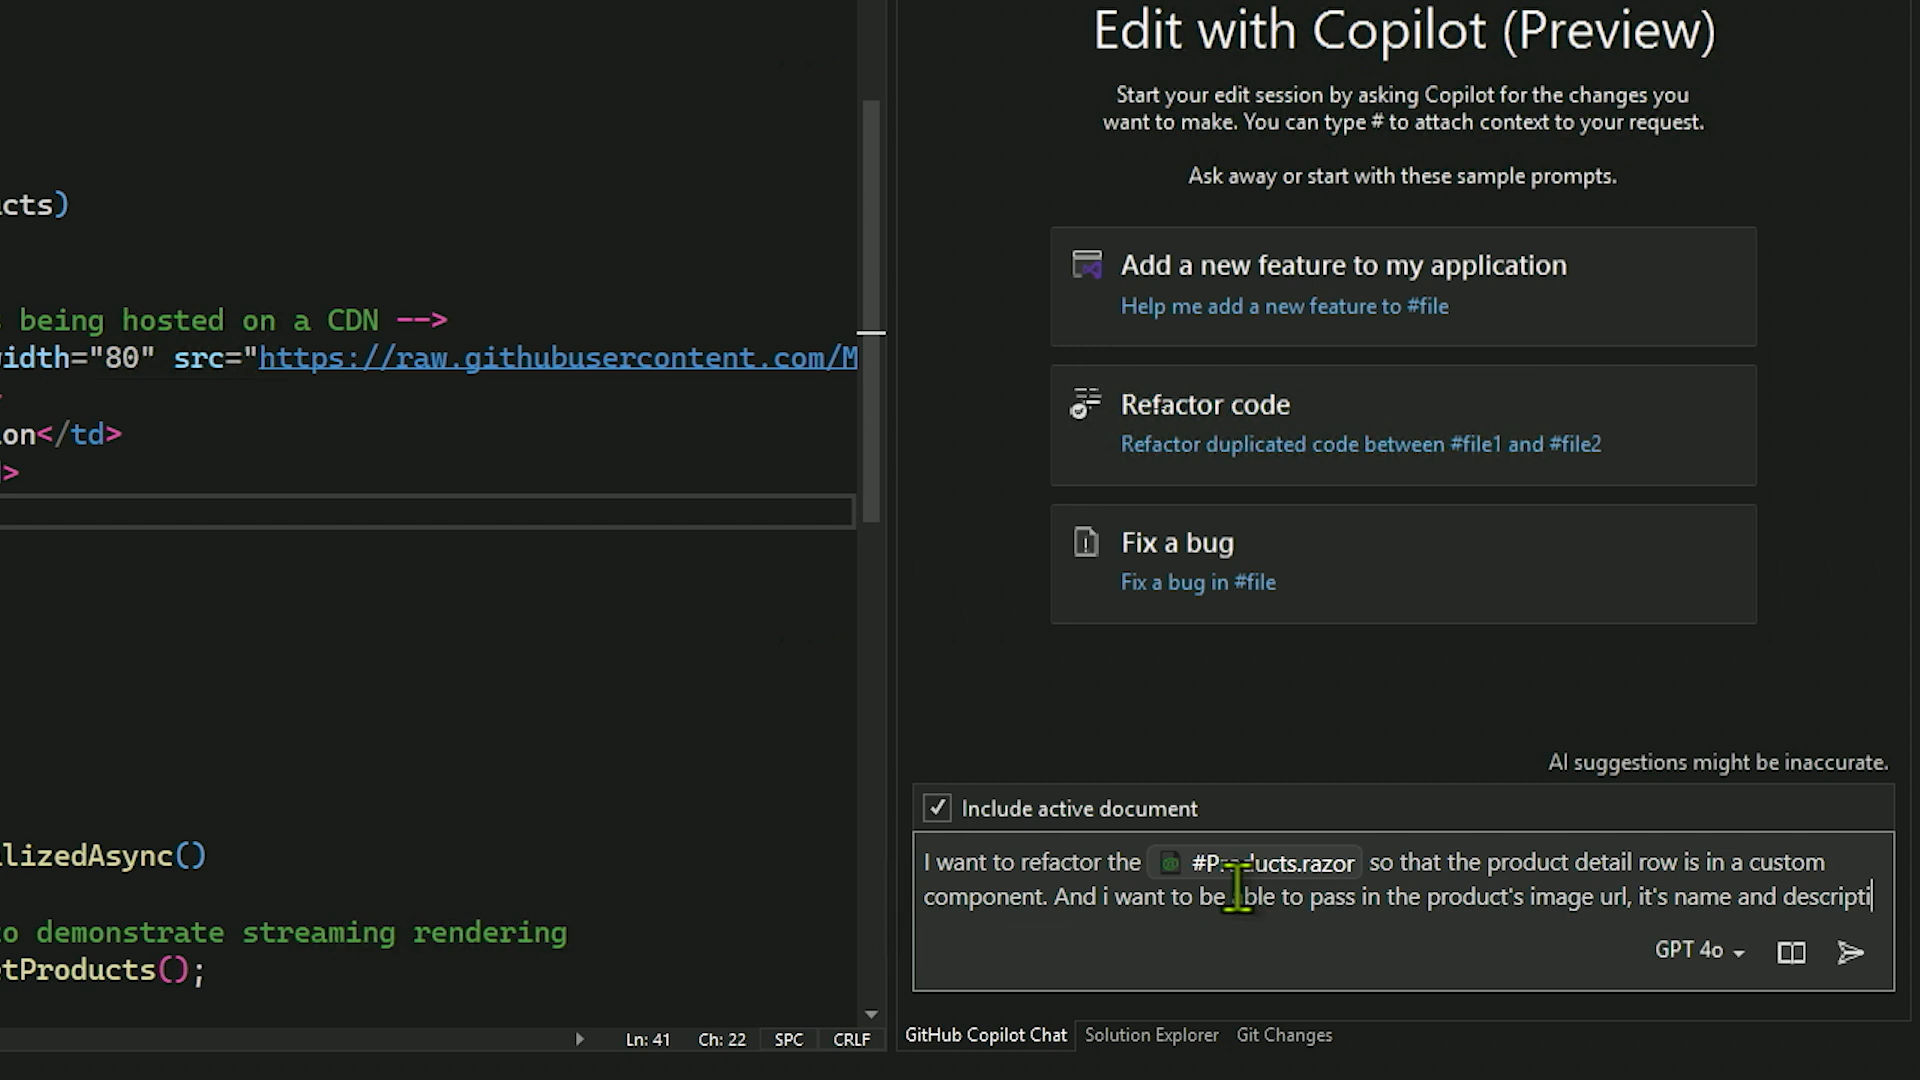 Edit with Copilot (Preview)
Start your edit session by asking Copilot for the changes you
want to make. You can type # to attach context to your request.
Ask away or start with these sample prompts.
Add a new feature to my application
Help me add a new feature to #file
Refactor code
Refactor duplicated code between #file1 and #file2
Fix a bug
Fix a bug in #file
AI suggestions might be inaccurate.
Include active document
I want to refactor the #Products.razor so that the product detail row is in a custom
component. And i want to be able to pass in the product's image url, it's name and descripti
GPT 4o
cts)
being hosted on a CDN -->
idth="80" src="https://raw.githubusercontent.com/M
on</td>
>
lizedAsync()
o demonstrate streaming rendering
tProducts();
Ln: 41 Ch: 22 SPC CRLF
GitHub Copilot Chat Solution Explorer Git Changes